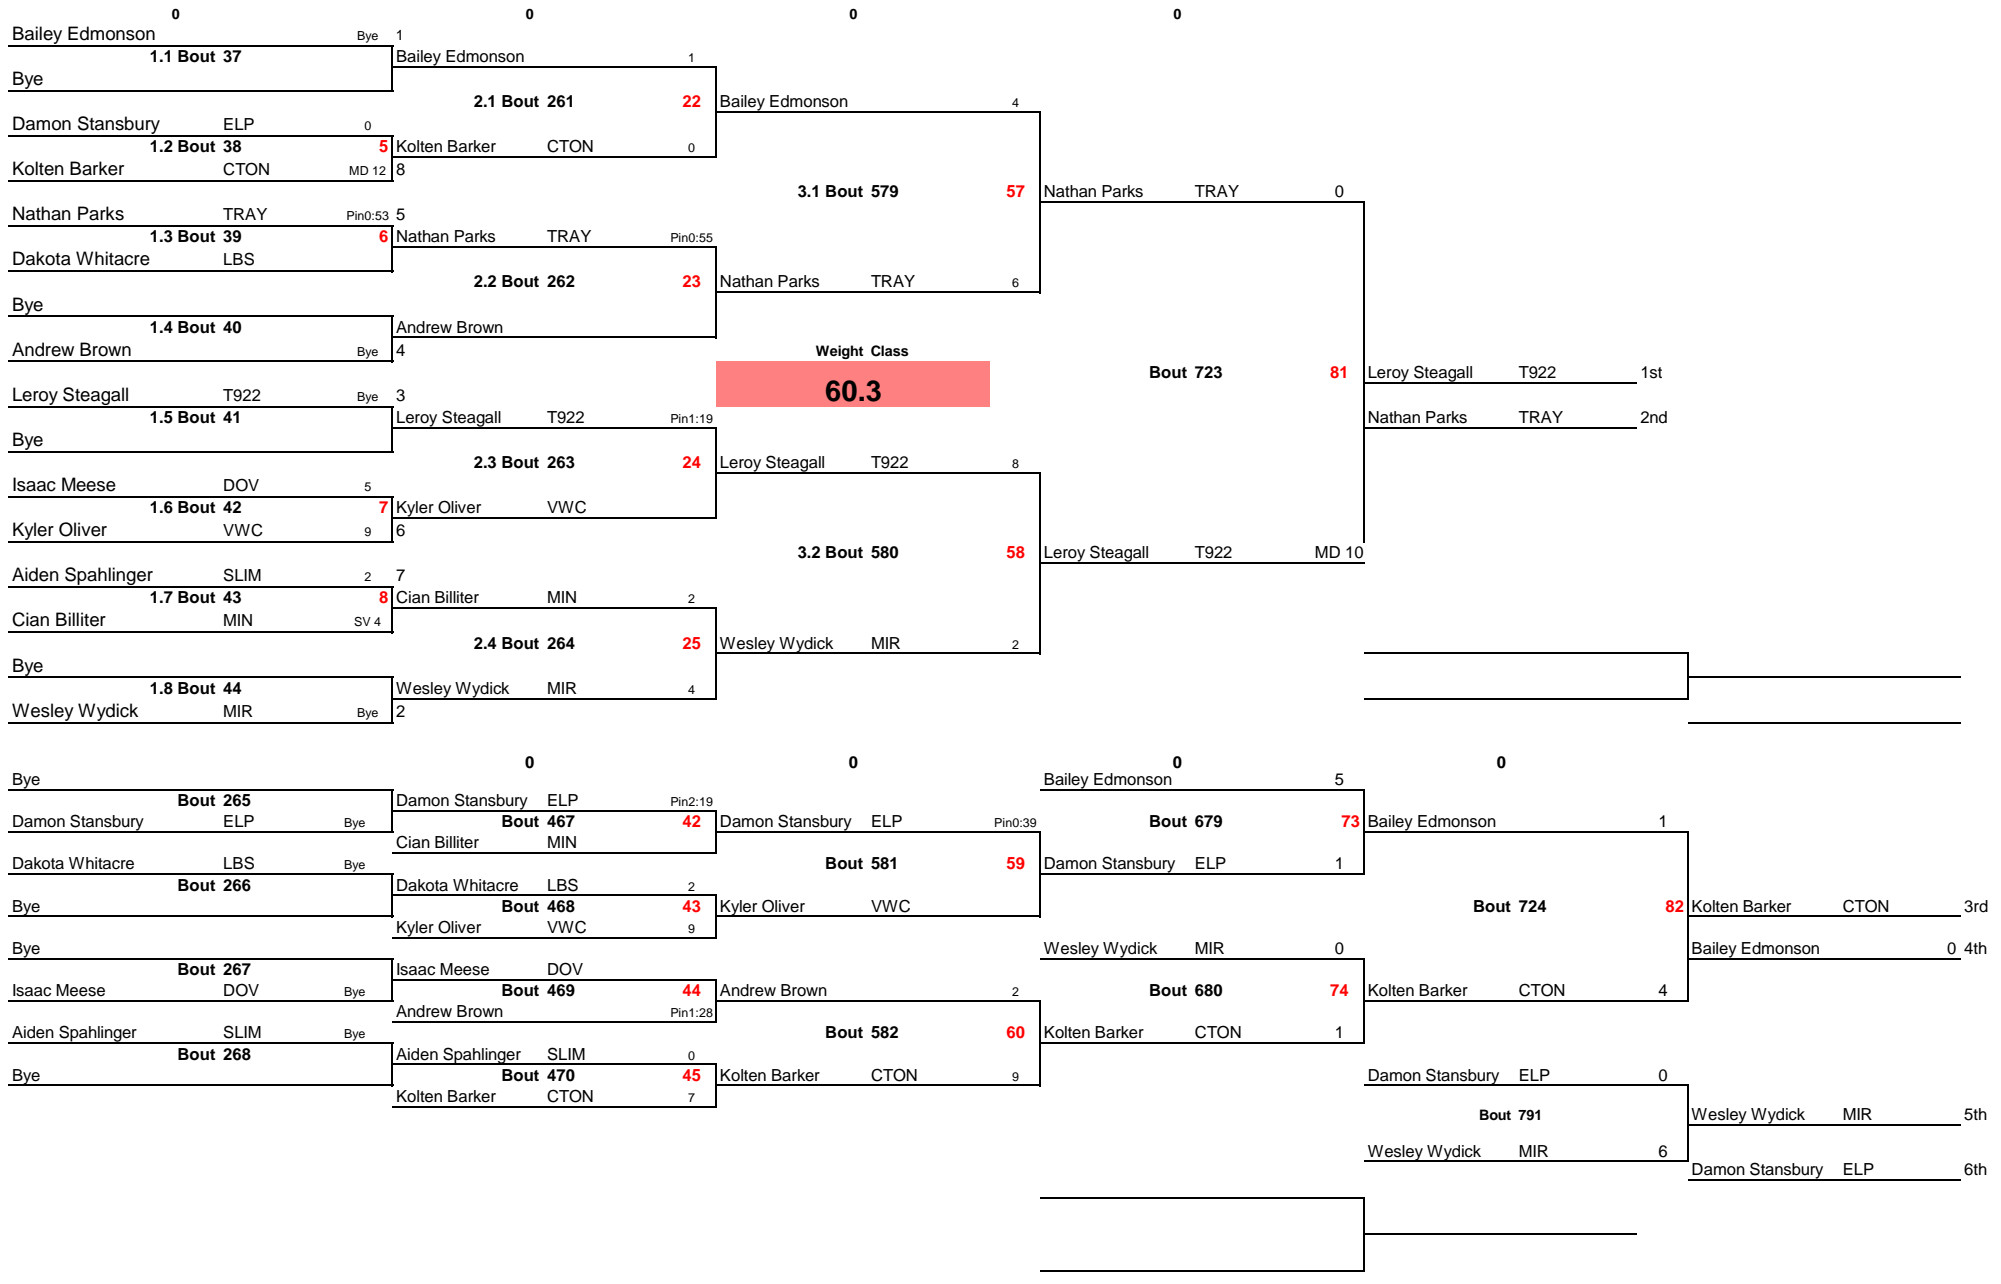 0 0 0 0
Bailey Edmonson Bye 1
1.1 Bout 37 Bailey Edmonson 1
Bye
2.1 Bout 261 22 Bailey Edmonson 4
Damon Stansbury ELP 0
1.2 Bout 38 5 Kolten Barker CTON 0
Kolten Barker CTON MD 12 8
3.1 Bout 579 57 Nathan Parks TRAY 0
Nathan Parks TRAY Pin0:53 5
1.3 Bout 39 6 Nathan Parks TRAY Pin0:55
Dakota Whitacre LBS
2.2 Bout 262 23 Nathan Parks TRAY 6
Bye
1.4 Bout 40 Andrew Brown
Andrew Brown Bye 4 Weight Class
Bout 723 81 Leroy Steagall T922 1st
60.3
Leroy Steagall T922 Bye 3
1.5 Bout 41 Leroy Steagall T922 Pin1:19 Nathan Parks TRAY 2nd
Bye
2.3 Bout 263 24 Leroy Steagall T922 8
Isaac Meese DOV 5
1.6 Bout 42 7 Kyler Oliver VWC
Kyler Oliver VWC 9 6
3.2 Bout 580 58 Leroy Steagall T922 MD 10
Aiden Spahlinger SLIM 2 7
1.7 Bout 43 8 Cian Billiter MIN 2
Cian Billiter MIN SV 4
2.4 Bout 264 25 Wesley Wydick MIR 2
Bye
1.8 Bout 44 Wesley Wydick MIR 4
Wesley Wydick MIR Bye 2
0 0 0 0
Bye Bailey Edmonson 5
Bout 265 Damon Stansbury ELP Pin2:19
Damon Stansbury ELP Bye Bout 467 42 Damon Stansbury ELP Pin0:39 Bout 679 73 Bailey Edmonson 1
Cian Billiter MIN
Dakota Whitacre LBS Bye Bout 581 59 Damon Stansbury ELP 1
Bout 266 Dakota Whitacre LBS 2
Bye Bout 468 43 Kyler Oliver VWC Bout 724 82 Kolten Barker CTON 3rd
Kyler Oliver VWC 9
Bye Wesley Wydick MIR 0 Bailey Edmonson 0 4th
Bout 267 Isaac Meese DOV
Isaac Meese DOV Bye Bout 469 44 Andrew Brown 2 Bout 680 74 Kolten Barker CTON 4
Andrew Brown Pin1:28
Aiden Spahlinger SLIM Bye Bout 582 60 Kolten Barker CTON 1
Bout 268 Aiden Spahlinger SLIM 0
Bye Bout 470 45 Kolten Barker CTON 9 Damon Stansbury ELP 0
Kolten Barker CTON 7
Bout 791 Wesley Wydick MIR 5th
Wesley Wydick MIR 6
Damon Stansbury ELP 6th